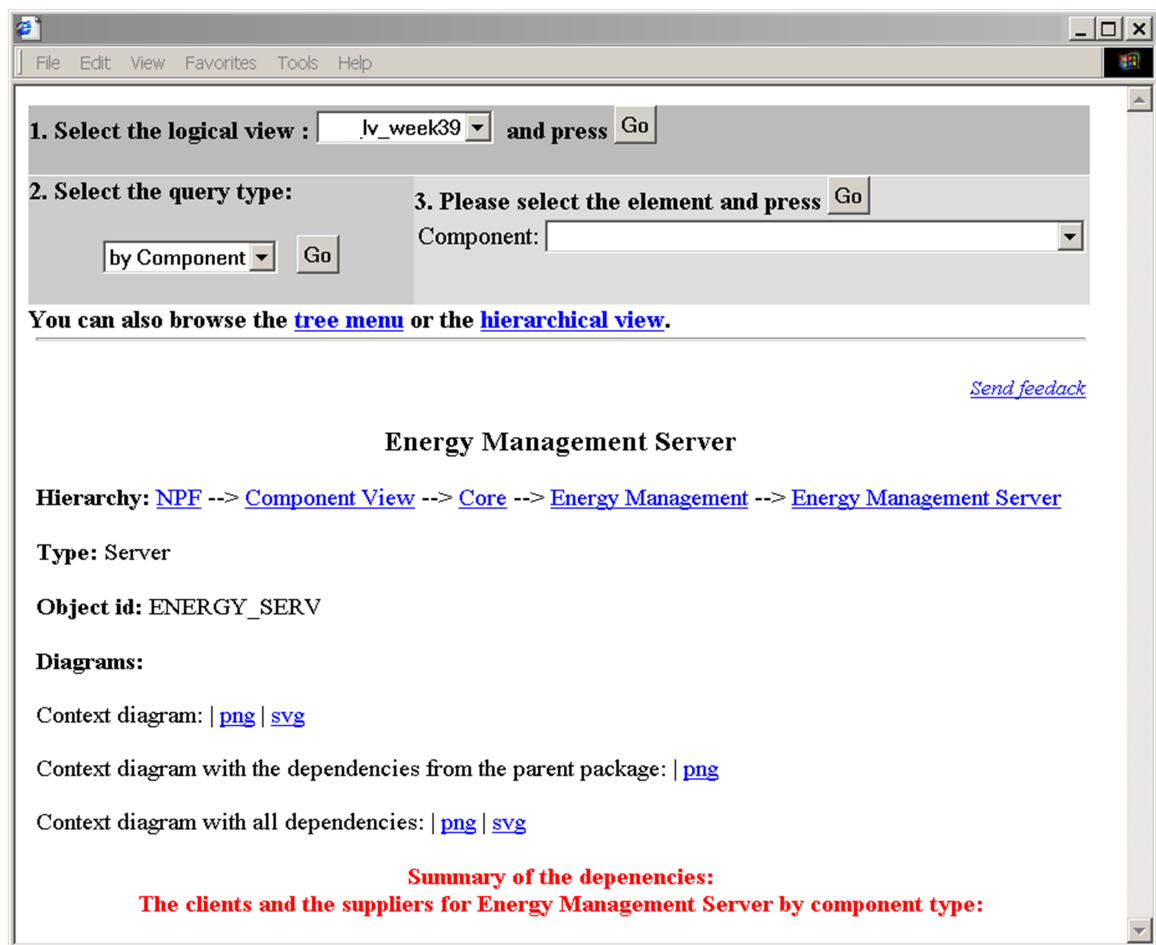 File Edit View Favorites Tools Help
1. Select the logical view : _lv_week39 and press Go
2. Select the query type:
by Component Go
3. Please select the element and press Go
Component:
You can also browse the tree menu or the hierarchical view.
Send feedack
Energy Management Server
Hierarchy: NPF --> Component View --> Core --> Energy Management --> Energy Management Server
Type: Server
Object id: ENERGY_SERV
Diagrams:
Context diagram: | png | svg
Context diagram with the dependencies from the parent package: | png
Context diagram with all dependencies: | png | svg
Summary of the depenencies:
The clients and the suppliers for Energy Management Server by component type: